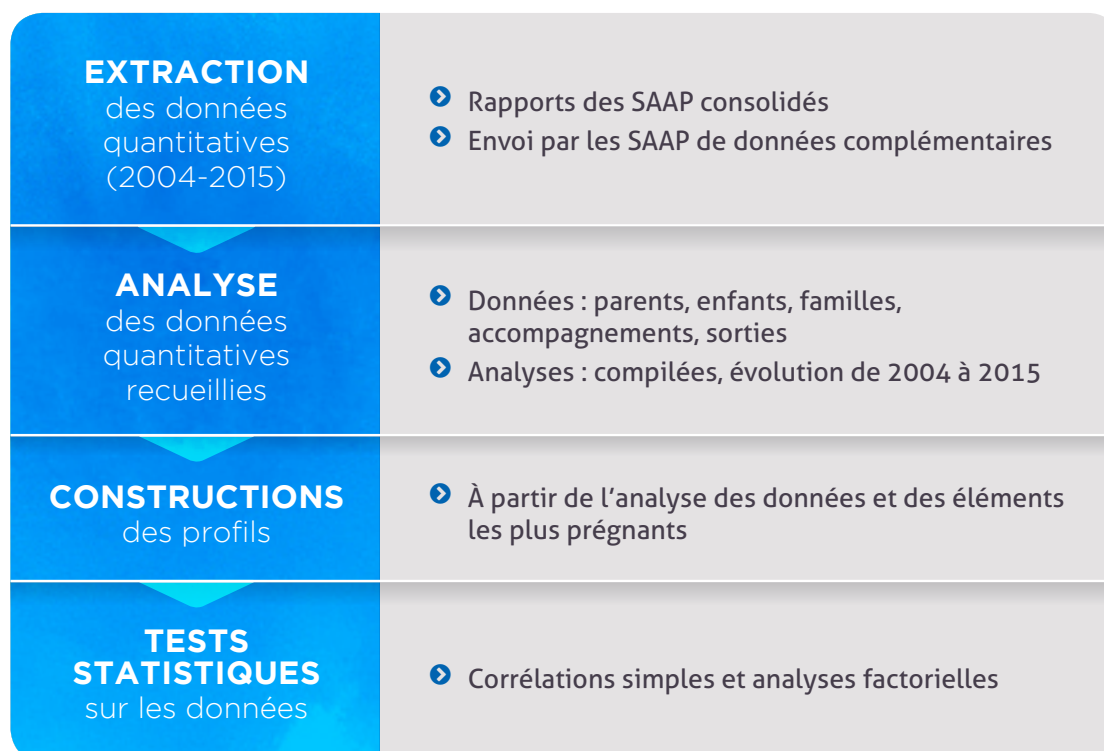 EXTRACTION
des données
quantitatives
(2004-2015)
Rapports des SAAP consolidés
Envoi par les SAAP de données complémentaires
ANALYSE
des données
quantitatives
recueillies
Données : parents, enfants, familles,
accompagnements, sorties
Analyses : compilées, évolution de 2004 à 2015
CONSTRUCTIONS
des profils
À partir de l’analyse des données et des éléments
les plus prégnants
TESTS
STATISTIQUES
sur les données
Corrélations simples et analyses factorielles